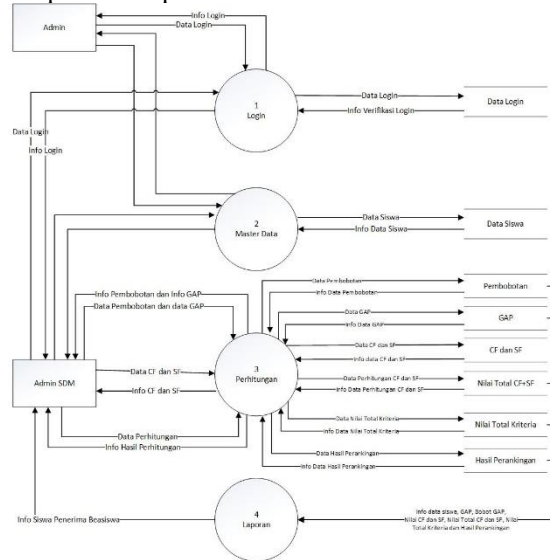 Admin
Info Login
Data Login
1
Login
Data Login
Info Verifikasi Login
Data Login
Data Login
Info Login
2
Master Data
Data Siswa
Info Data Siswa
Data Siswa
Info Pembobotan dan Info GAP
Data Pembobotan dan data GAP
Data Pembobotan
Info Data Pembobotan
Pembobotan
Data GAP
Info Data GAP
GAP
Admin SDM
Data CF dan SF
Info CF dan SF
3
Perhitungan
Data CF dan SF
Info data CF dan SF
CF dan SF
Data Perhitungan CF dan SF
Info Data Perhitungan CF dan SF
Nilai Total CF+SF
Data Perhitungan
Info Hasil Perhitungan
Data Nilai Total Kriteria
Info Data Nilai Total Kriteria
Nilai Total Kriteria
Data Hasil Perankingan
Info Data Hasil Perankingan
Hasil Perankingan
Info Siswa Penerima Beasiswa
4
Laporan
Info data siswa, GAP, Bobot GAP,
Nilai CF dan SF, Nilai Total CF dan SF, Nilai
Total Kriteria dan Hasil Perankingan